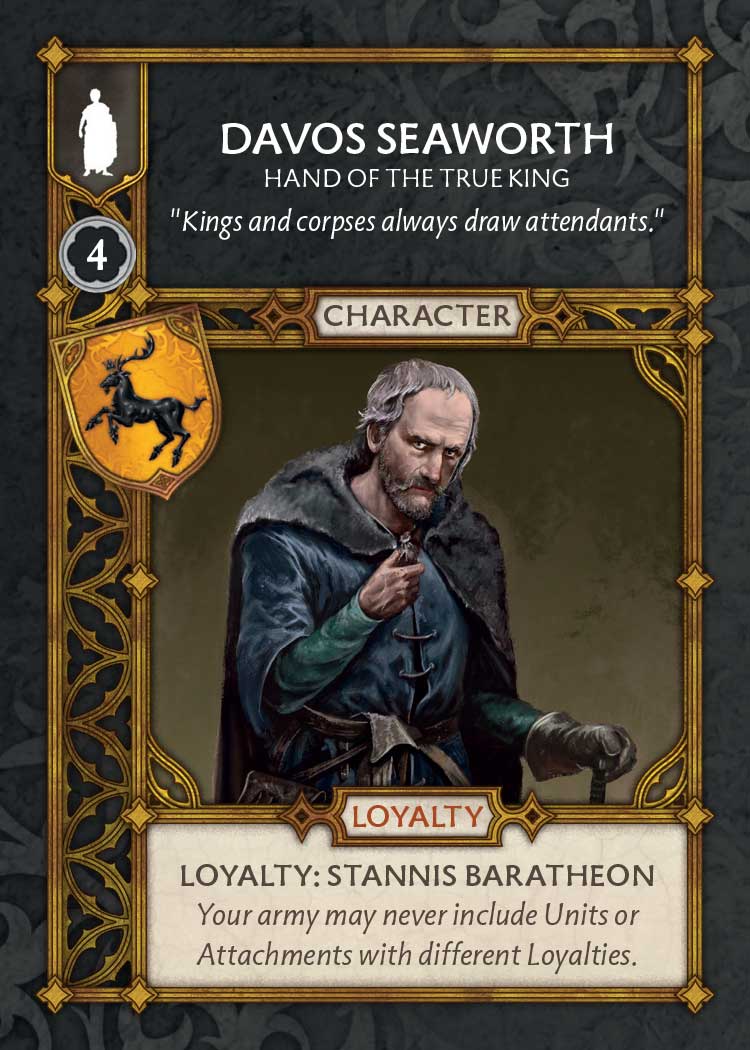 DAVOS SEAWORTH
HAND OF THE TRUE KING
"Kings and corpses always draw attendants."
4
CHARACTER
LOYALTY
LOYALTY: STANNIS BARATHEON
Your army may never include Units or
Attachments with different Loyalties.